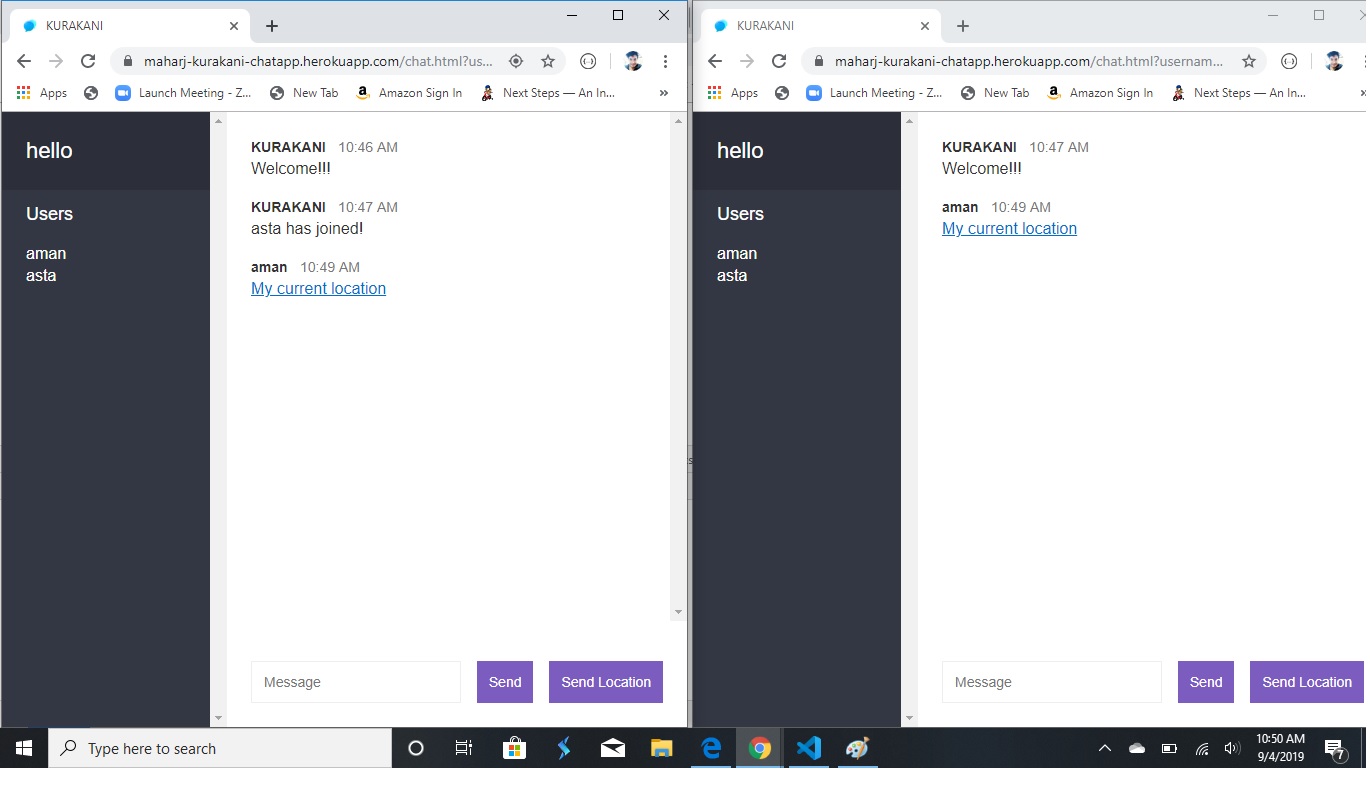 KURAKANI
maharj-kurakani-chatapp.herokuapp.com/chat.html?us...
Apps Launch Meeting - Z... New Tab Amazon Sign In Next Steps — An In... »
hello
Users
aman
asta
KURAKANI 10:46 AM
Welcome!!!
KURAKANI 10:47 AM
asta has joined!
aman 10:49 AM
My current location
Message Send Send Location
KURAKANI
maharj-kurakani-chatapp.herokuapp.com/chat.html?usernam...
Apps Launch Meeting - Z... New Tab Amazon Sign In Next Steps — An In...
hello
Users
aman
asta
KURAKANI 10:47 AM
Welcome!!!
aman 10:49 AM
My current location
Message Send Send Location
Type here to search
10:50 AM
9/4/2019
7